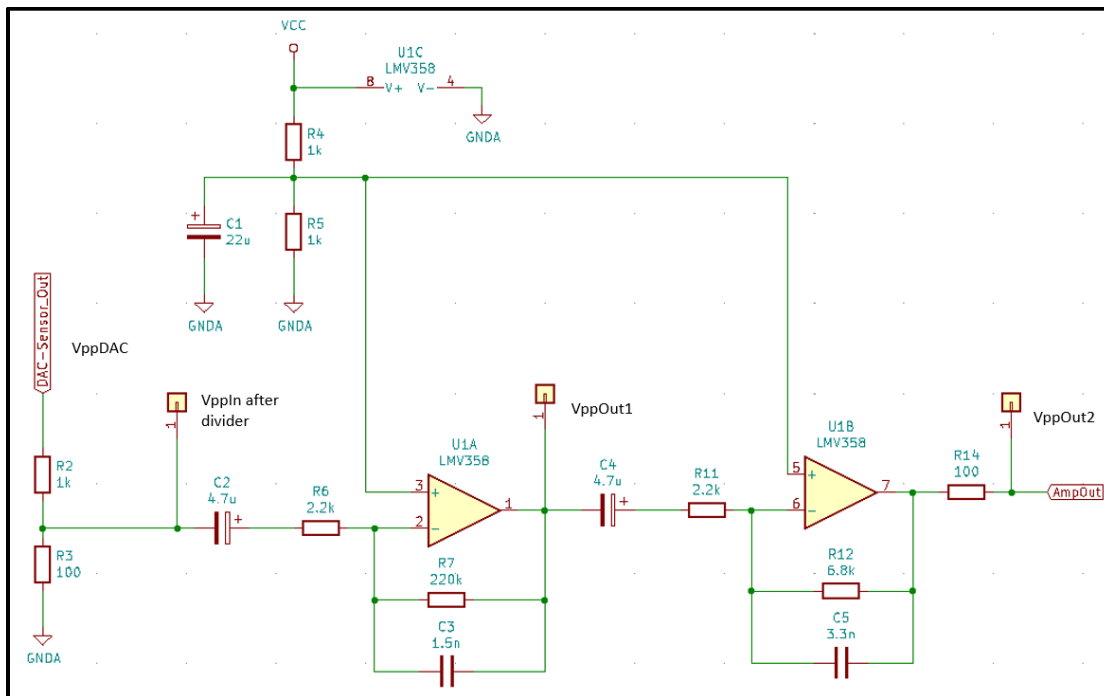 VCC
U1C
LMV358
8
V+
V-
4
GNDA
R4
1k
C1
22u
R5
1k
GNDA
GNDA
DAC-Sensor_Out
VppDAC
1
VppIn after
divider
1
VppOut1
1
VppOut2
R2
1k
C2
4.7u
R6
2.2k
U1A
LMV358
3
+
2
-
1
C4
4.7u
R11
2.2k
U1B
LMV358
5
+
6
-
7
R14
100
AmpOut
R3
100
GNDA
R7
220k
C3
1.5n
R12
6.8k
C5
3.3n